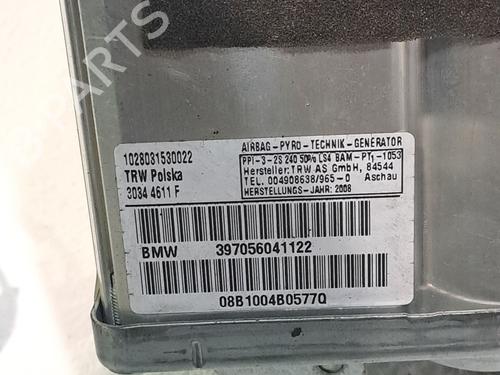 1028031530022
TRW Polska
3034 4611 F
AIRBAG-PYRO-TECHNIK-GENERATOR
PPI-3-2S 240 50% LS4 BAM-PT1-1053
Hersteller: TRW AS GmbH, 84544
TEL. 004908638/965-0 Aschau
HERSTELLUNGS-JAHR: 2008
BMW 397056041122
08B1004B0577Q